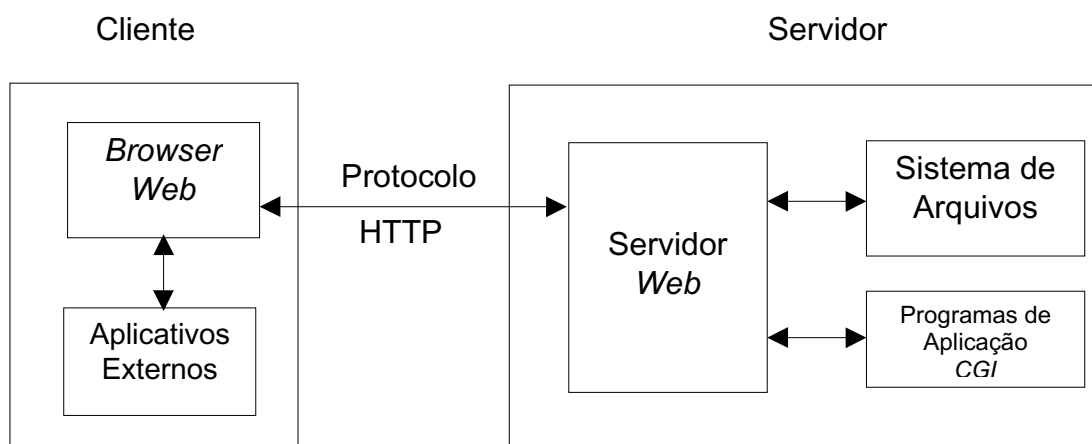 Cliente
Servidor
Browser
Web
Aplicativos
Externos
Protocolo
HTTP
Servidor
Web
Sistema de
Arquivos
Programas de
Aplicação
CGI